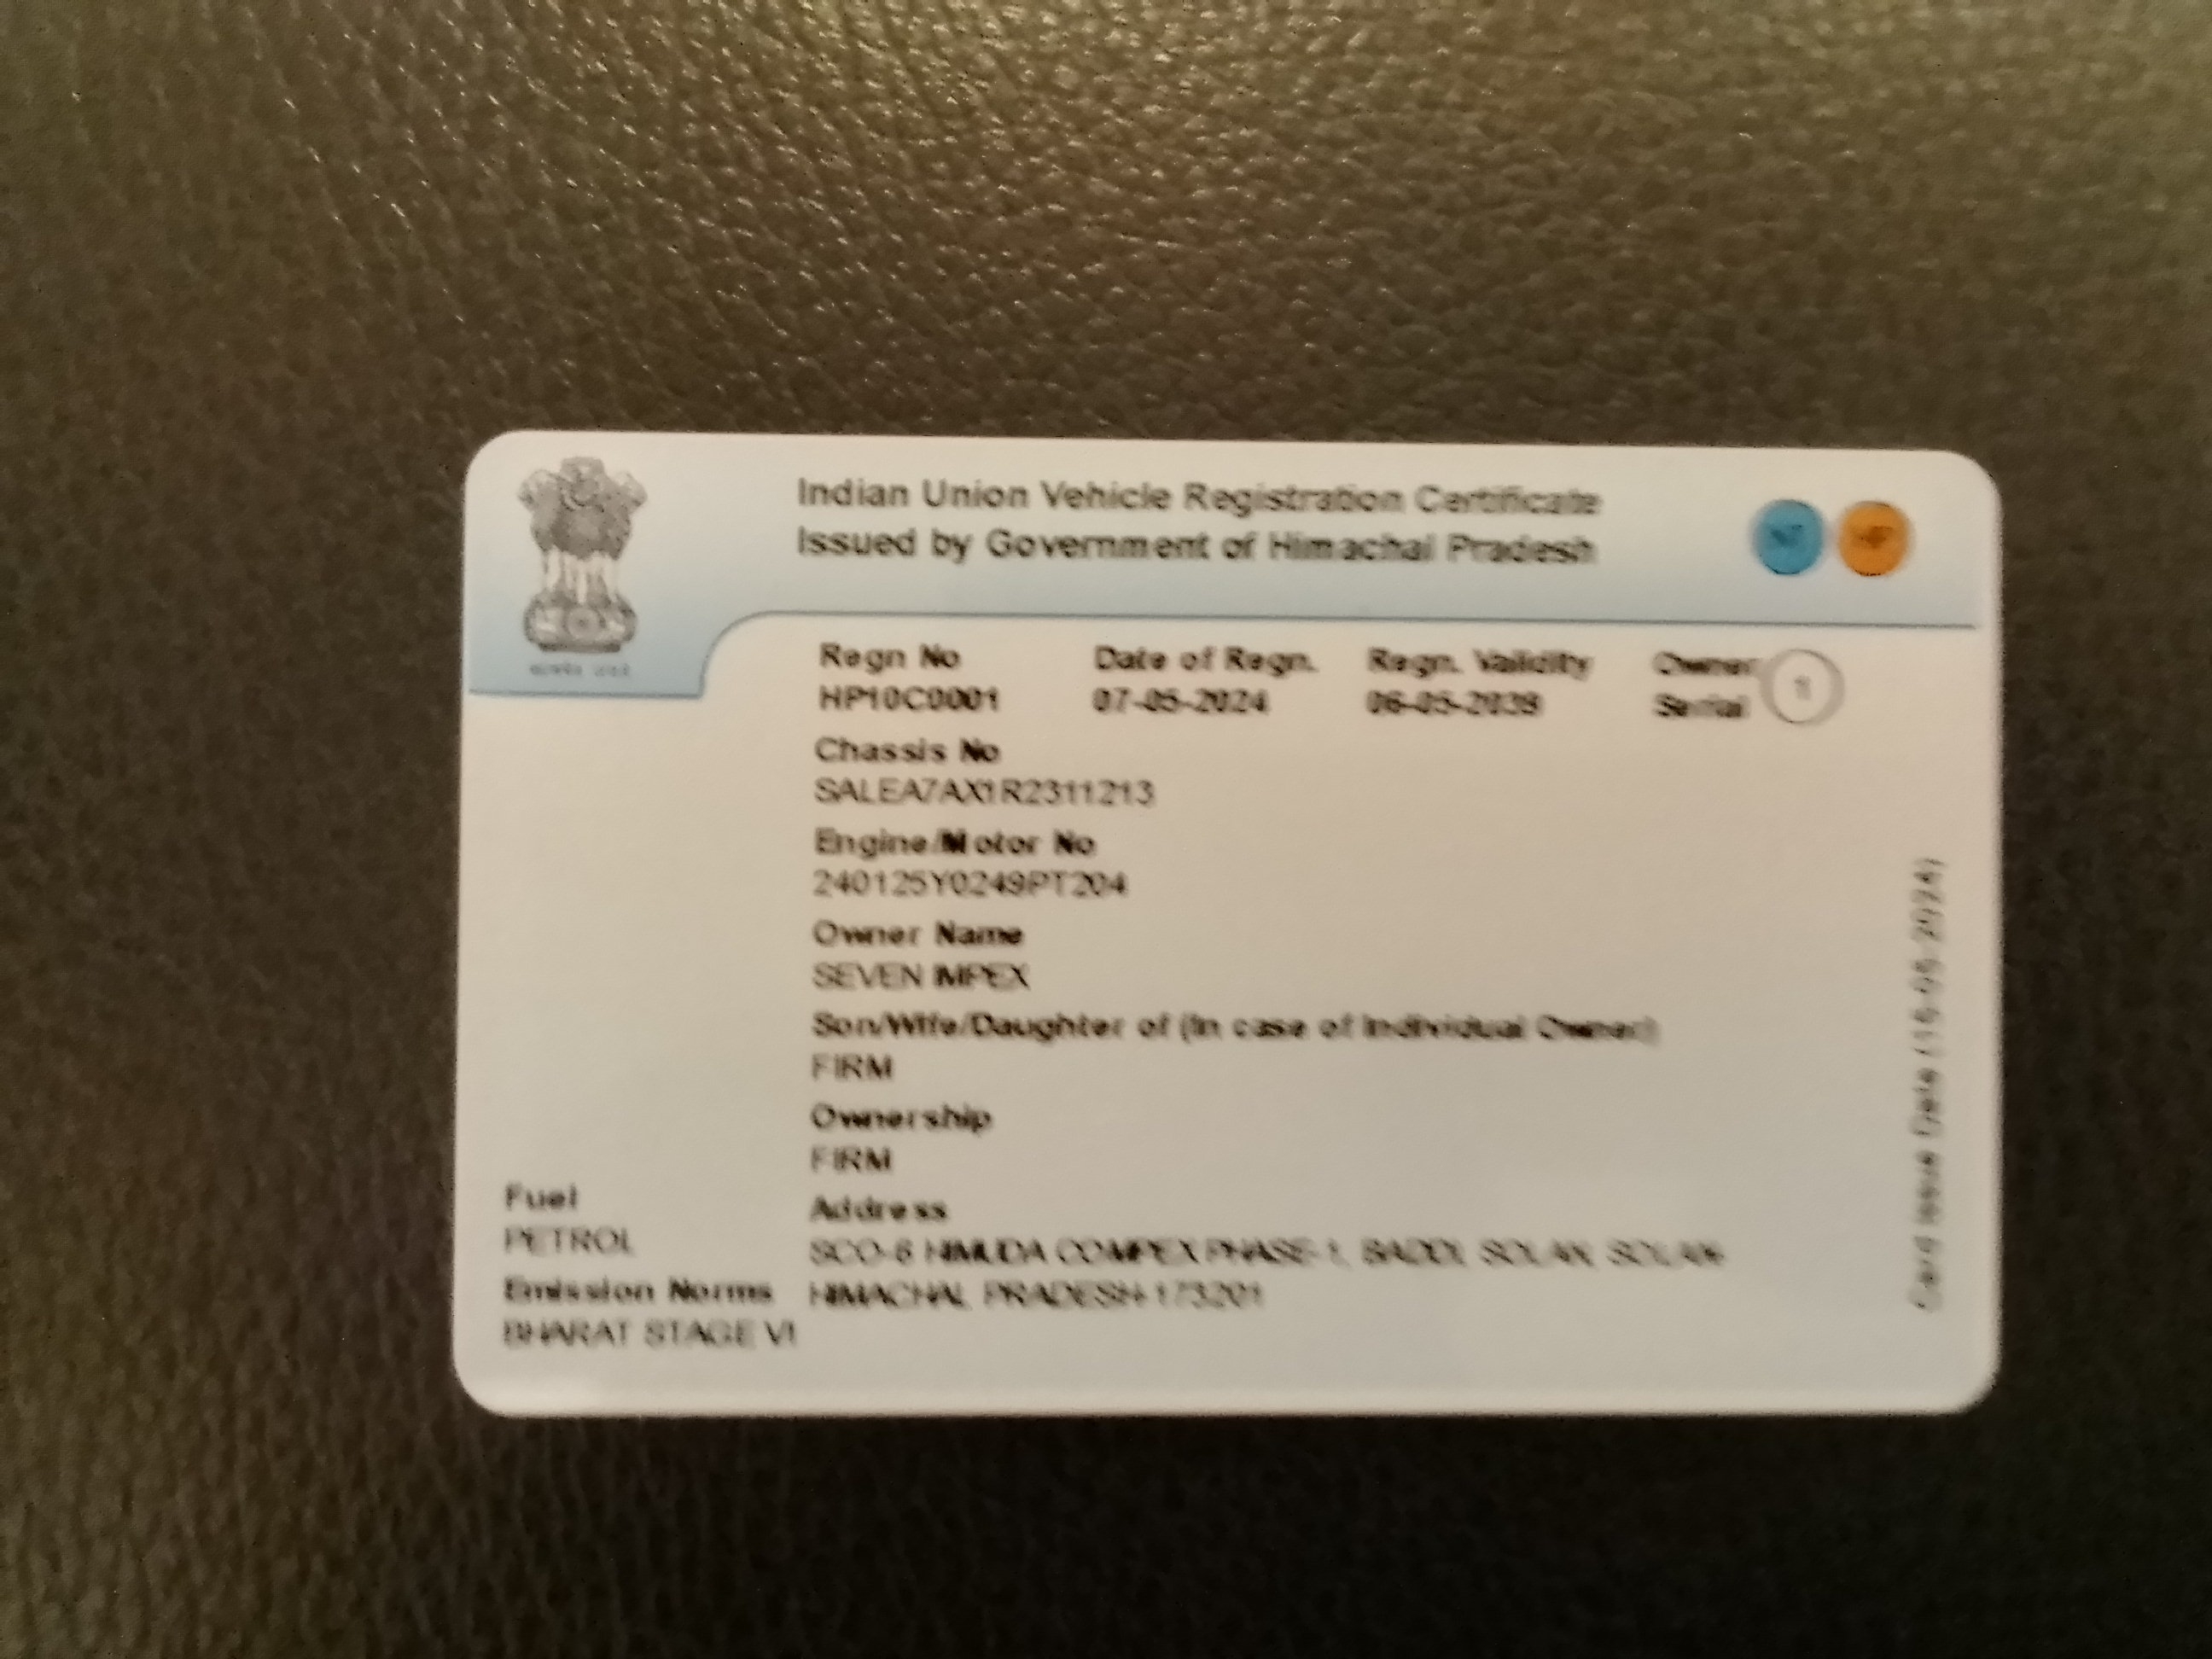 Indian Union Vehicle Registration Certificate
Issued by Government of Himachal Pradesh
Regn No Date of Regn. Regn. Validity Owner Serial 1
HP10C0001 07-05-2024 06-05-2039
Chassis No
SALEA7AX1R2311213
Engine/Motor No
240125Y0249PT204
Owner Name
SEVEN IMPEX
Son/Wife/Daughter of (In case of Individual Owner)
FIRM
Ownership
FIRM
Address
SCO-6 HIMUDA COMPEX PHASE-1, BADDI, SOLAN, SOLAN-
HIMACHAL PRADESH-173201
Fuel
PETROL
Emission Norms
BHARAT STAGE VI
Card Issue Date